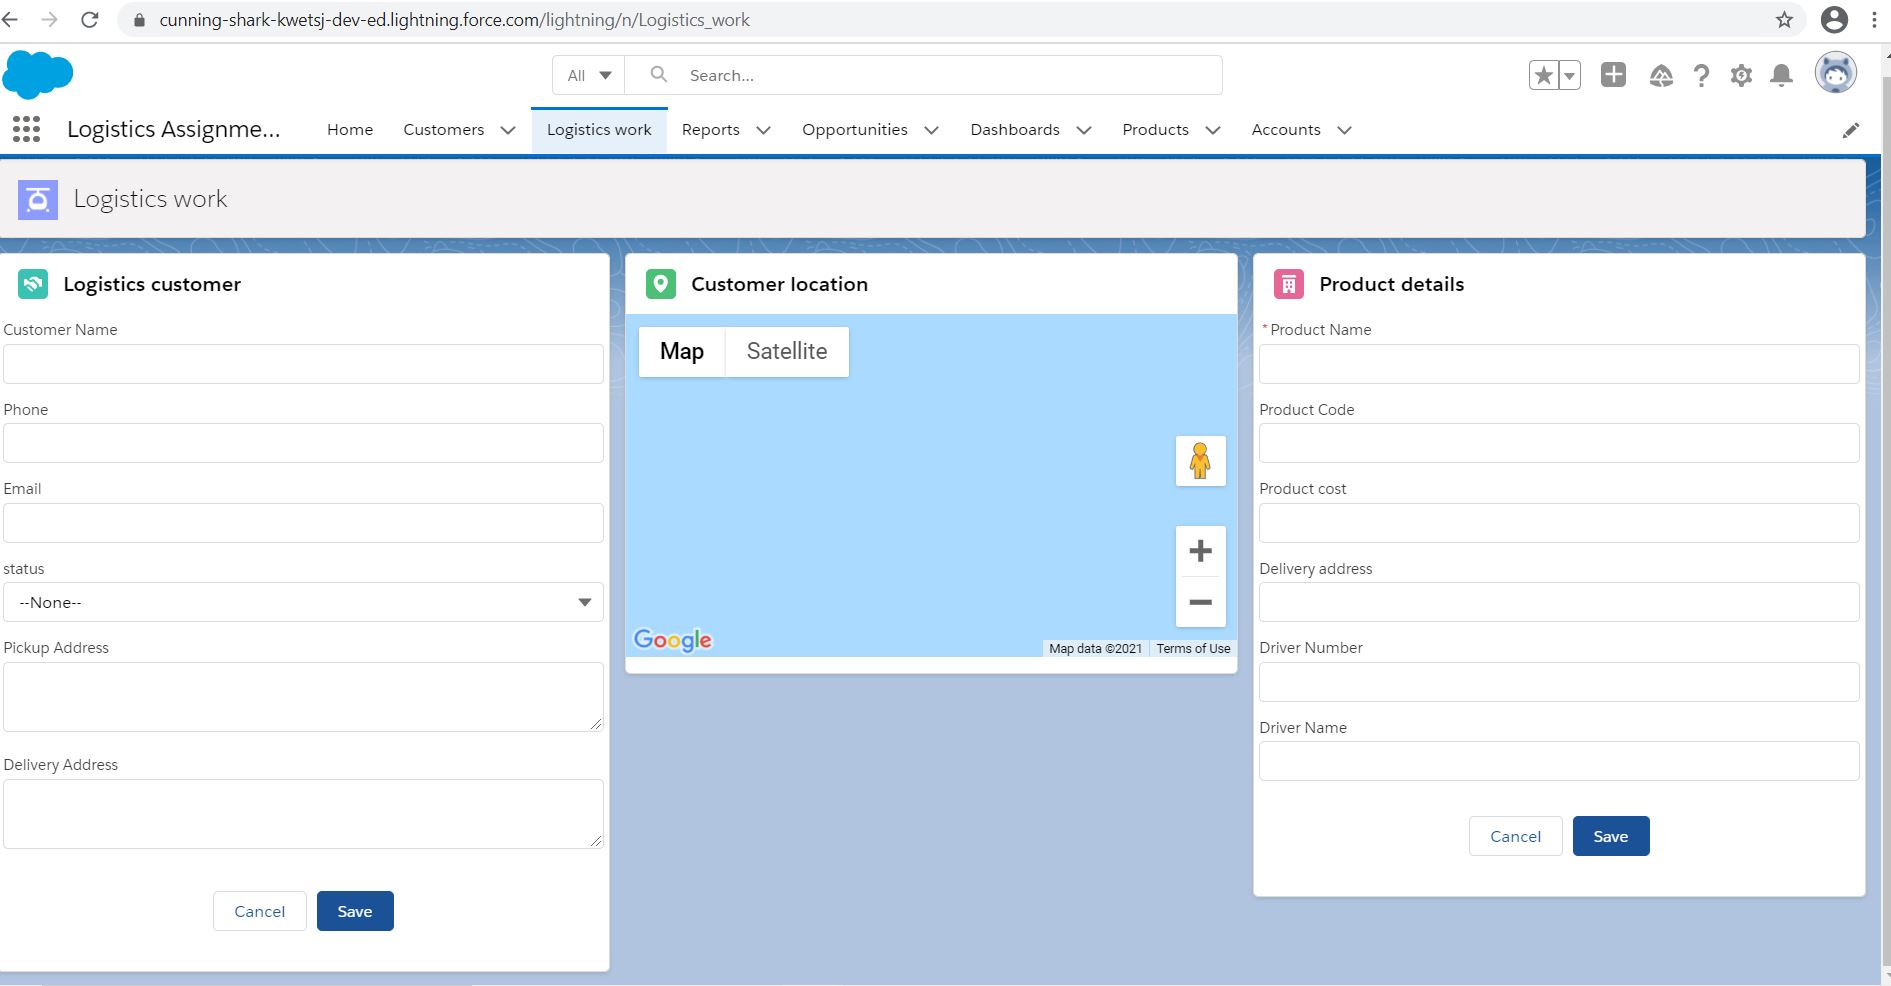 cunning-shark-kwetsj-dev-ed.lightning.force.com/lightning/n/Logistics_work
All
Search...
Logistics Assignme...
Home
Customers
Logistics work
Reports
Opportunities
Dashboards
Products
Accounts
Logistics work
Logistics customer
Customer Name
Phone
Email
status
--None--
Pickup Address
Delivery Address
Cancel
Save
Customer location
Map
Satellite
Google
Map data ©2021
Terms of Use
Product details
* Product Name
Product Code
Product cost
Delivery address
Driver Number
Driver Name
Cancel
Save